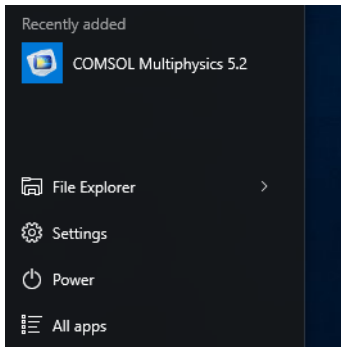 Recently added
COMSOL Multiphysics 5.2
File Explorer
Settings
Power
All apps